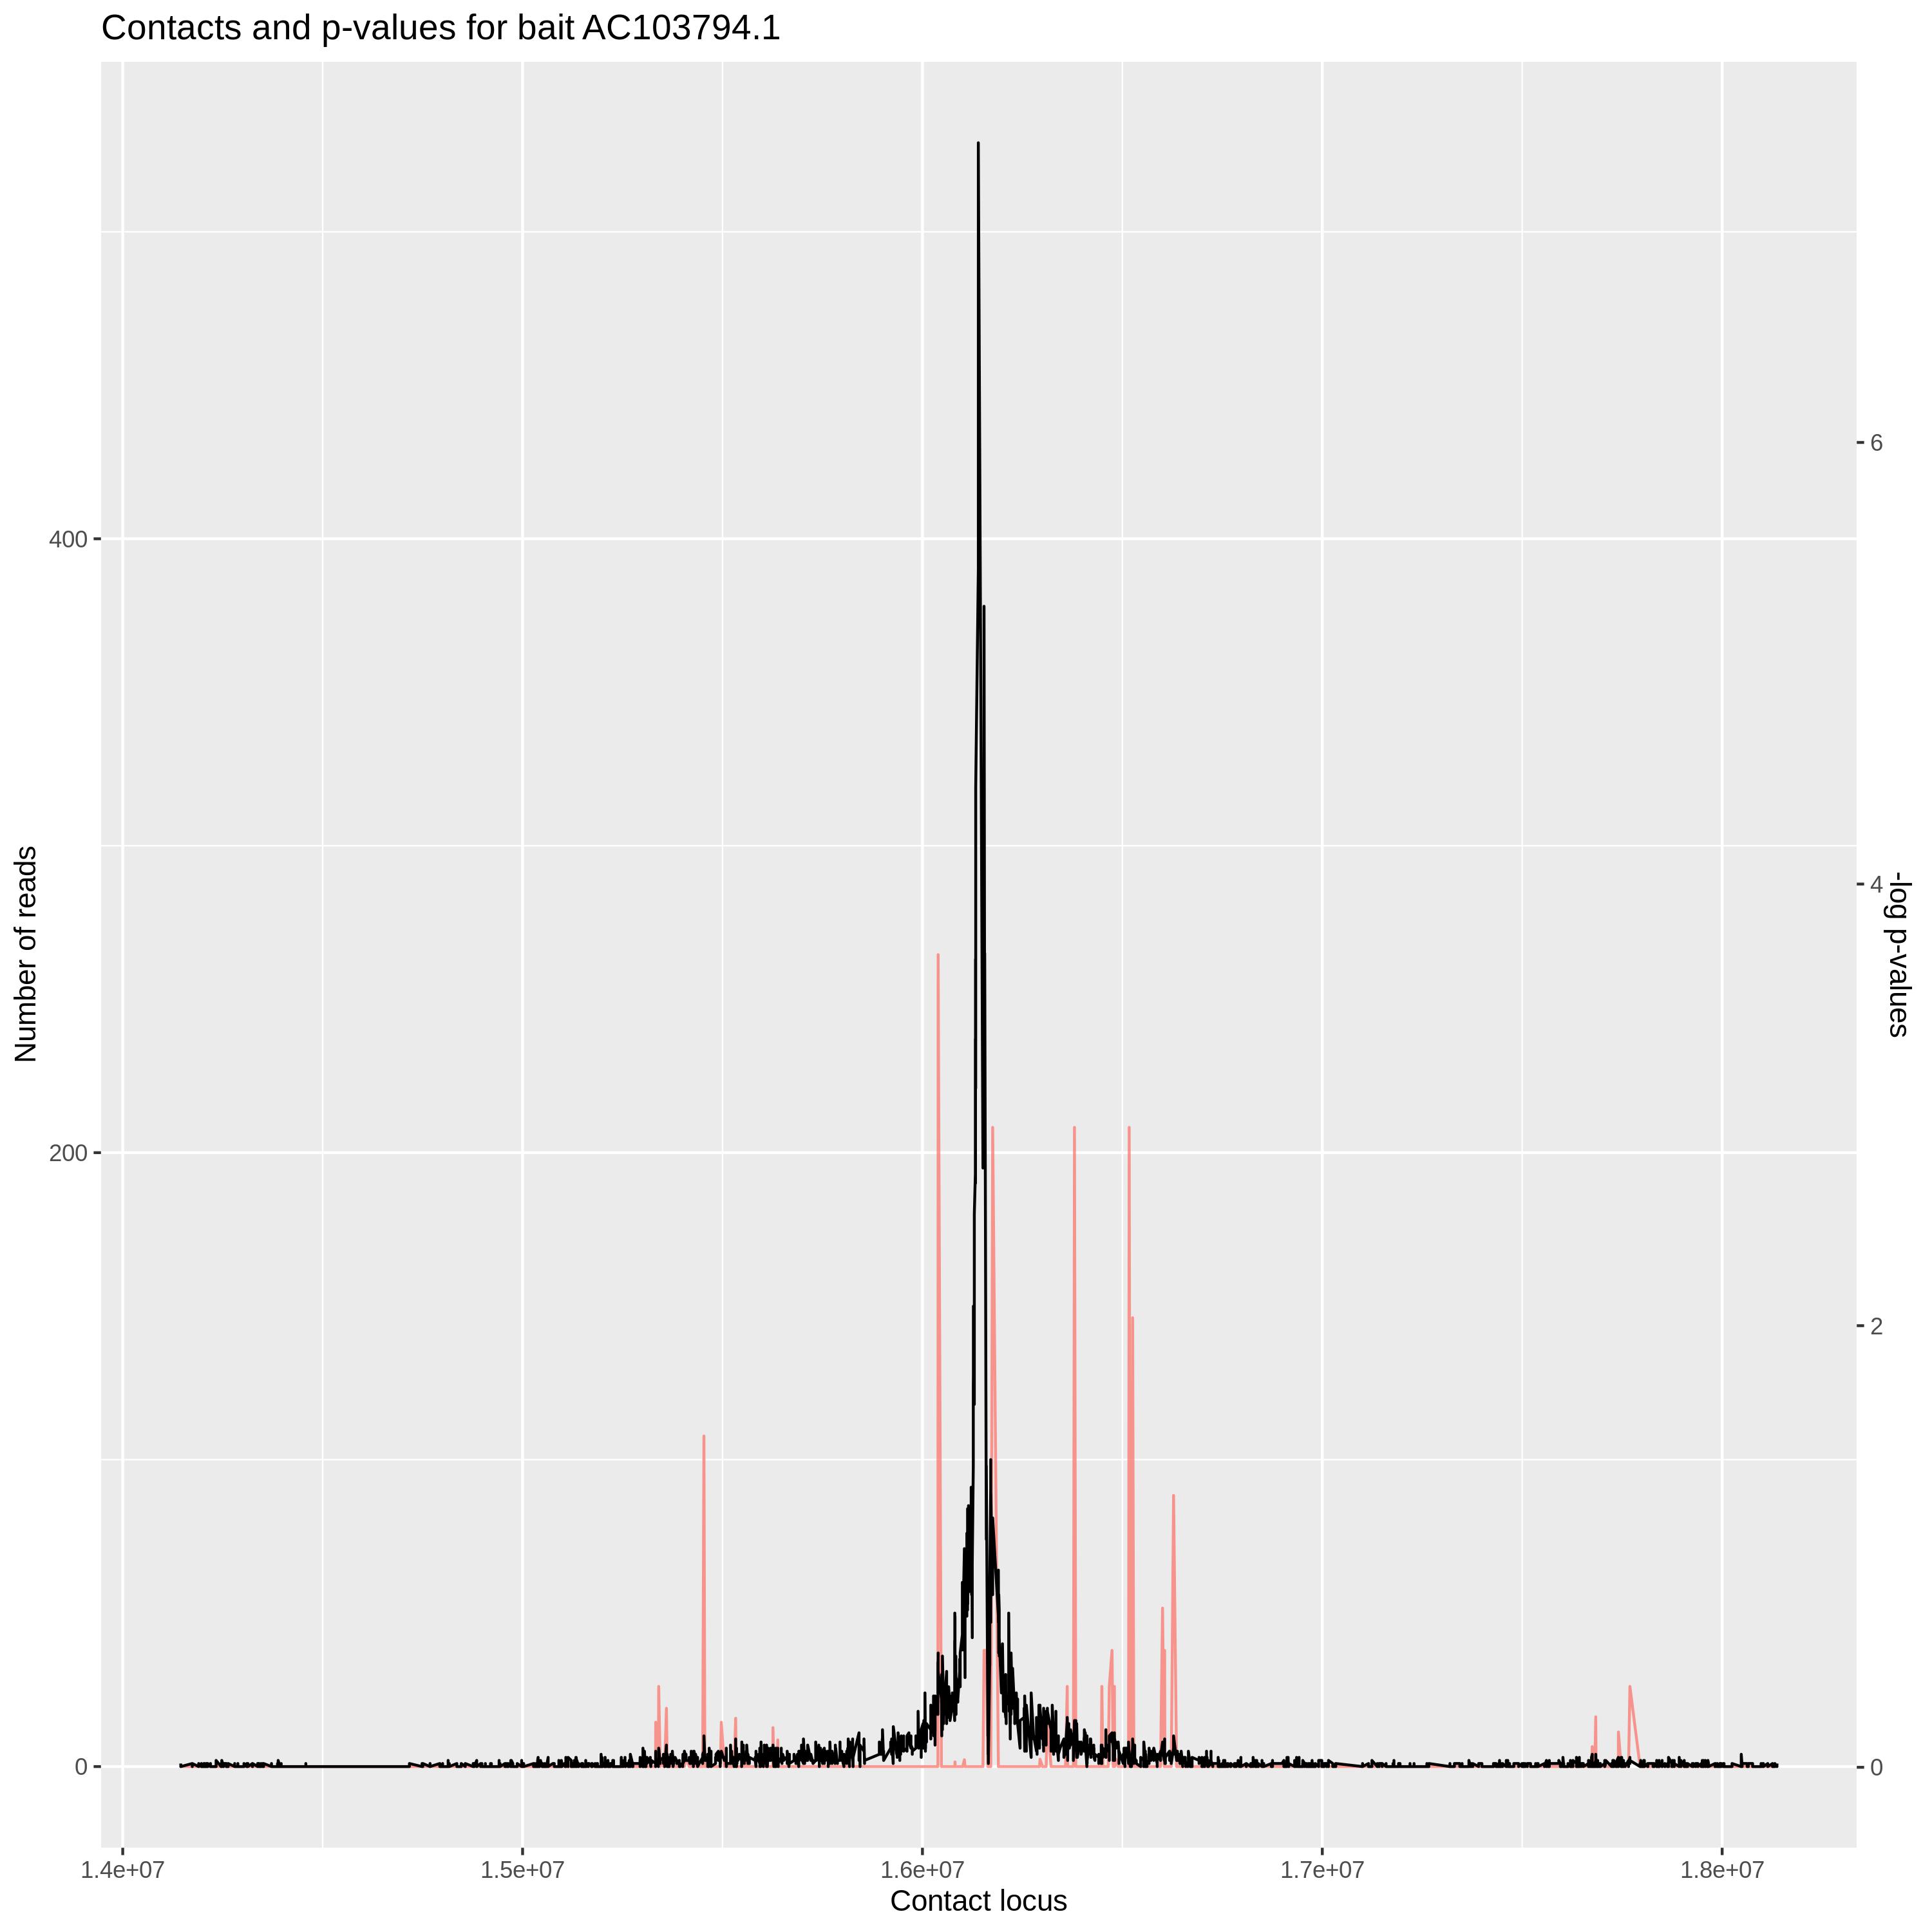 Contacts and p-values for bait AC103794.1
Number of reads
400
200
0
6
4
2
0
-log p-values
1.4e+07 1.5e+07 1.6e+07 1.7e+07 1.8e+07
Contact locus